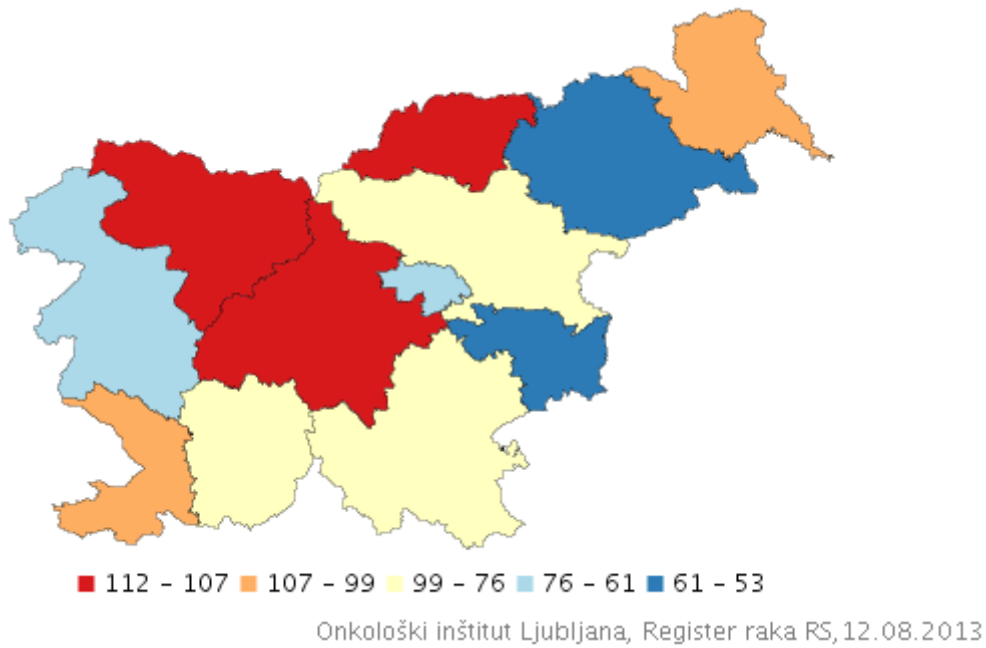 112 – 107 107 – 99 99 – 76 76 – 61 61 – 53
Onkološki inštitut Ljubljana, Register raka RS,12.08.2013